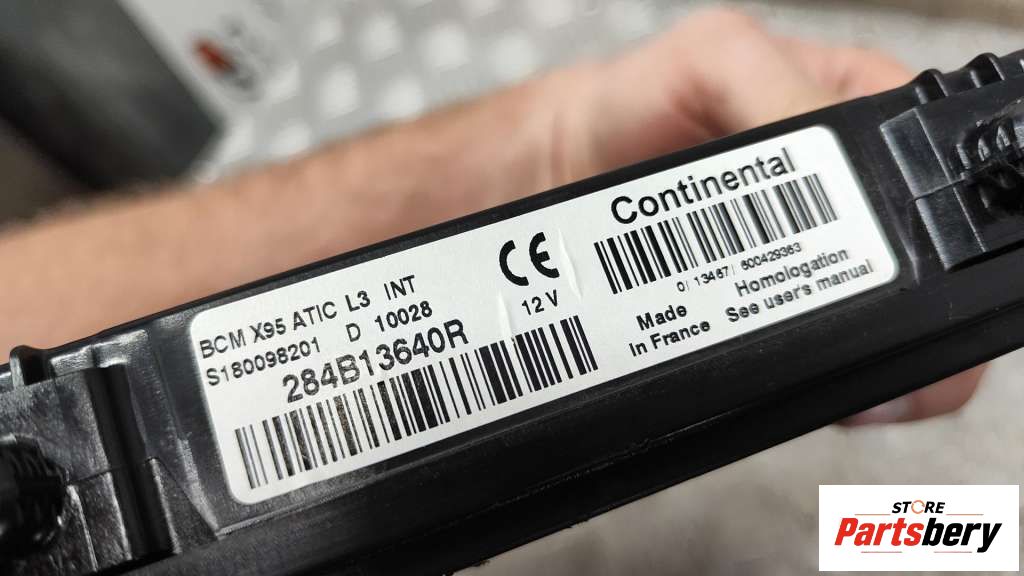 BCM X95 ATIC L3 INT
S180098201 D 10028
284B13640R
CE
12 V
Continental
0/ 13467/ 600429363
Made
in France
Homologation
See user's manual
STORE
Partsbery